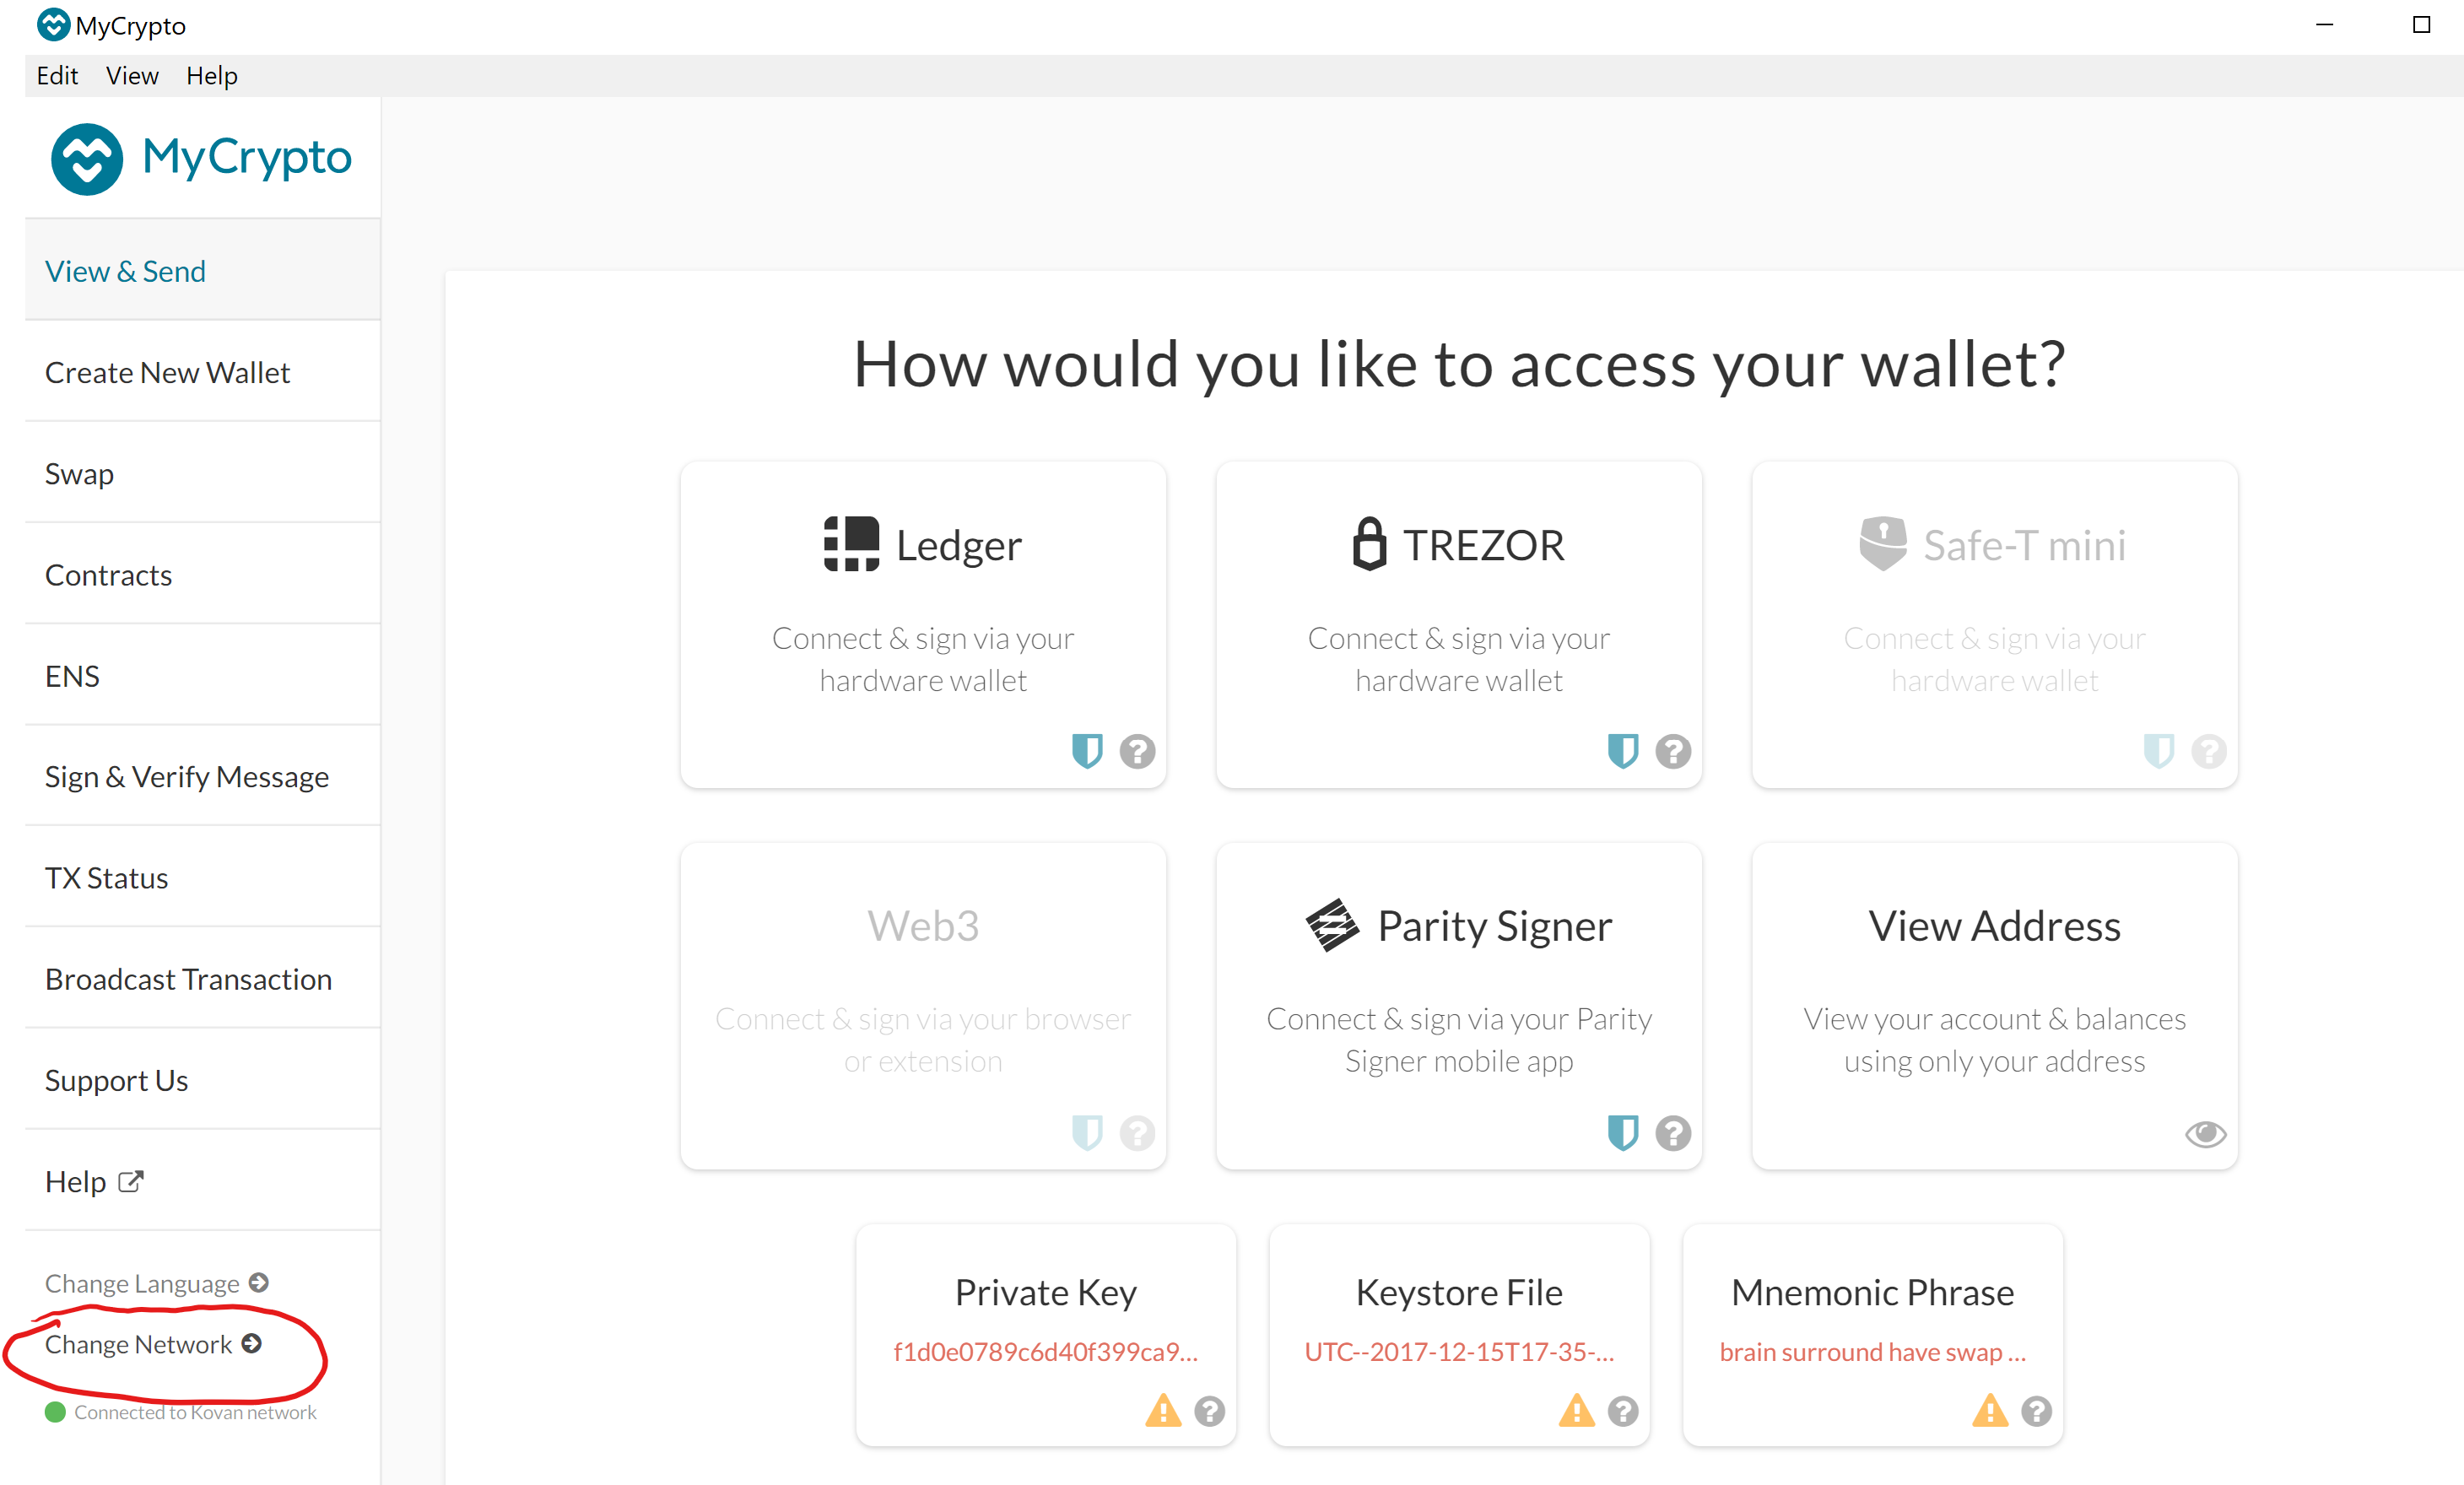 MyCrypto
Edit View Help
MyCrypto
View & Send
Create New Wallet
Swap
Contracts
ENS
Sign & Verify Message
TX Status
Broadcast Transaction
Support Us
Help
Change Language
Change Network
Connected to Kovan network
How would you like to access your wallet?
Ledger
Connect & sign via your
hardware wallet
TREZOR
Connect & sign via your
hardware wallet
Safe-T mini
Connect & sign via your
hardware wallet
Web3
Connect & sign via your browser
or extension
Parity Signer
Connect & sign via your Parity
Signer mobile app
View Address
View your account & balances
using only your address
Private Key
f1d0e0789c6d40f399ca9...
Keystore File
UTC--2017-12-15T17-35-...
Mnemonic Phrase
brain surround have swap ...